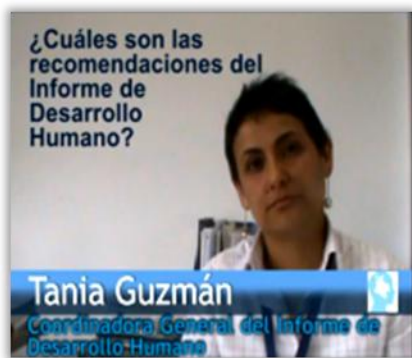 ¿Cuáles son las
recomendaciones del
Informe de
Desarrollo
Humano?
Tania Guzmán
Coordinadora General del Informe de
Desarrollo Humano